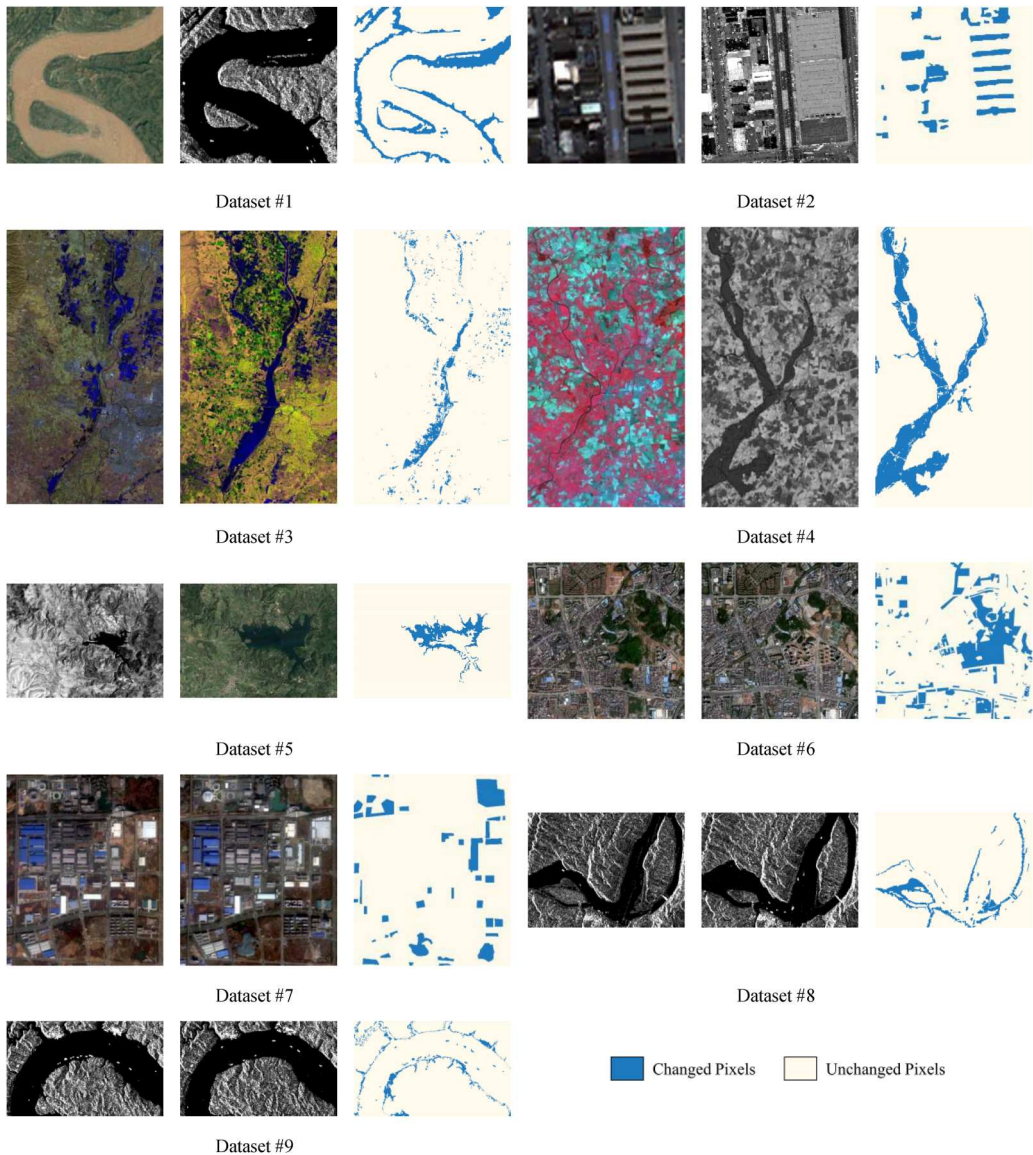 Dataset #1
Dataset #2
Dataset #3
Dataset #4
Dataset #5
Dataset #6
Dataset #7
Dataset #8
Changed Pixels
Unchanged Pixels
Dataset #9